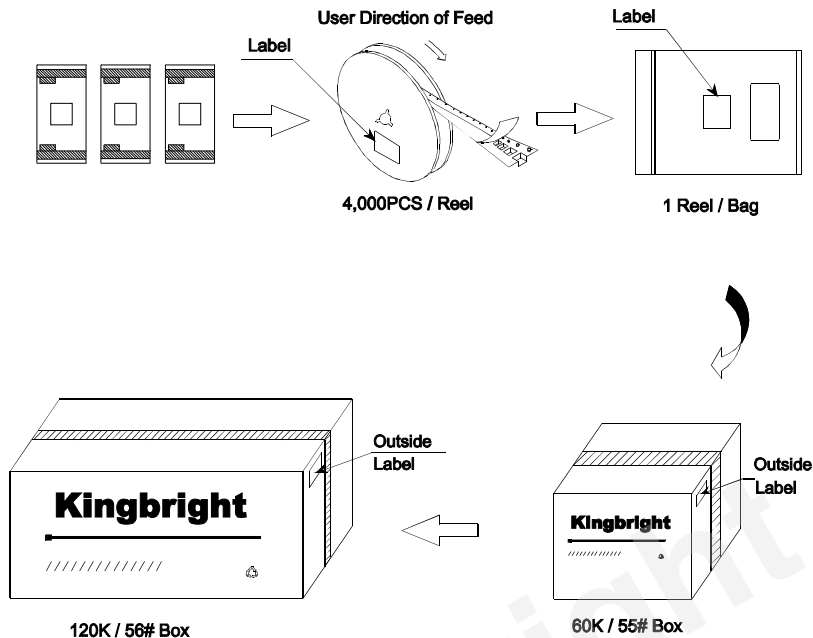 User Direction of Feed
Label
Label
4,000PCS / Reel
1 Reel / Bag
Outside
Label
Kingbright
120K / 56# Box
Outside
Label
Kingbright
60K / 55# Box